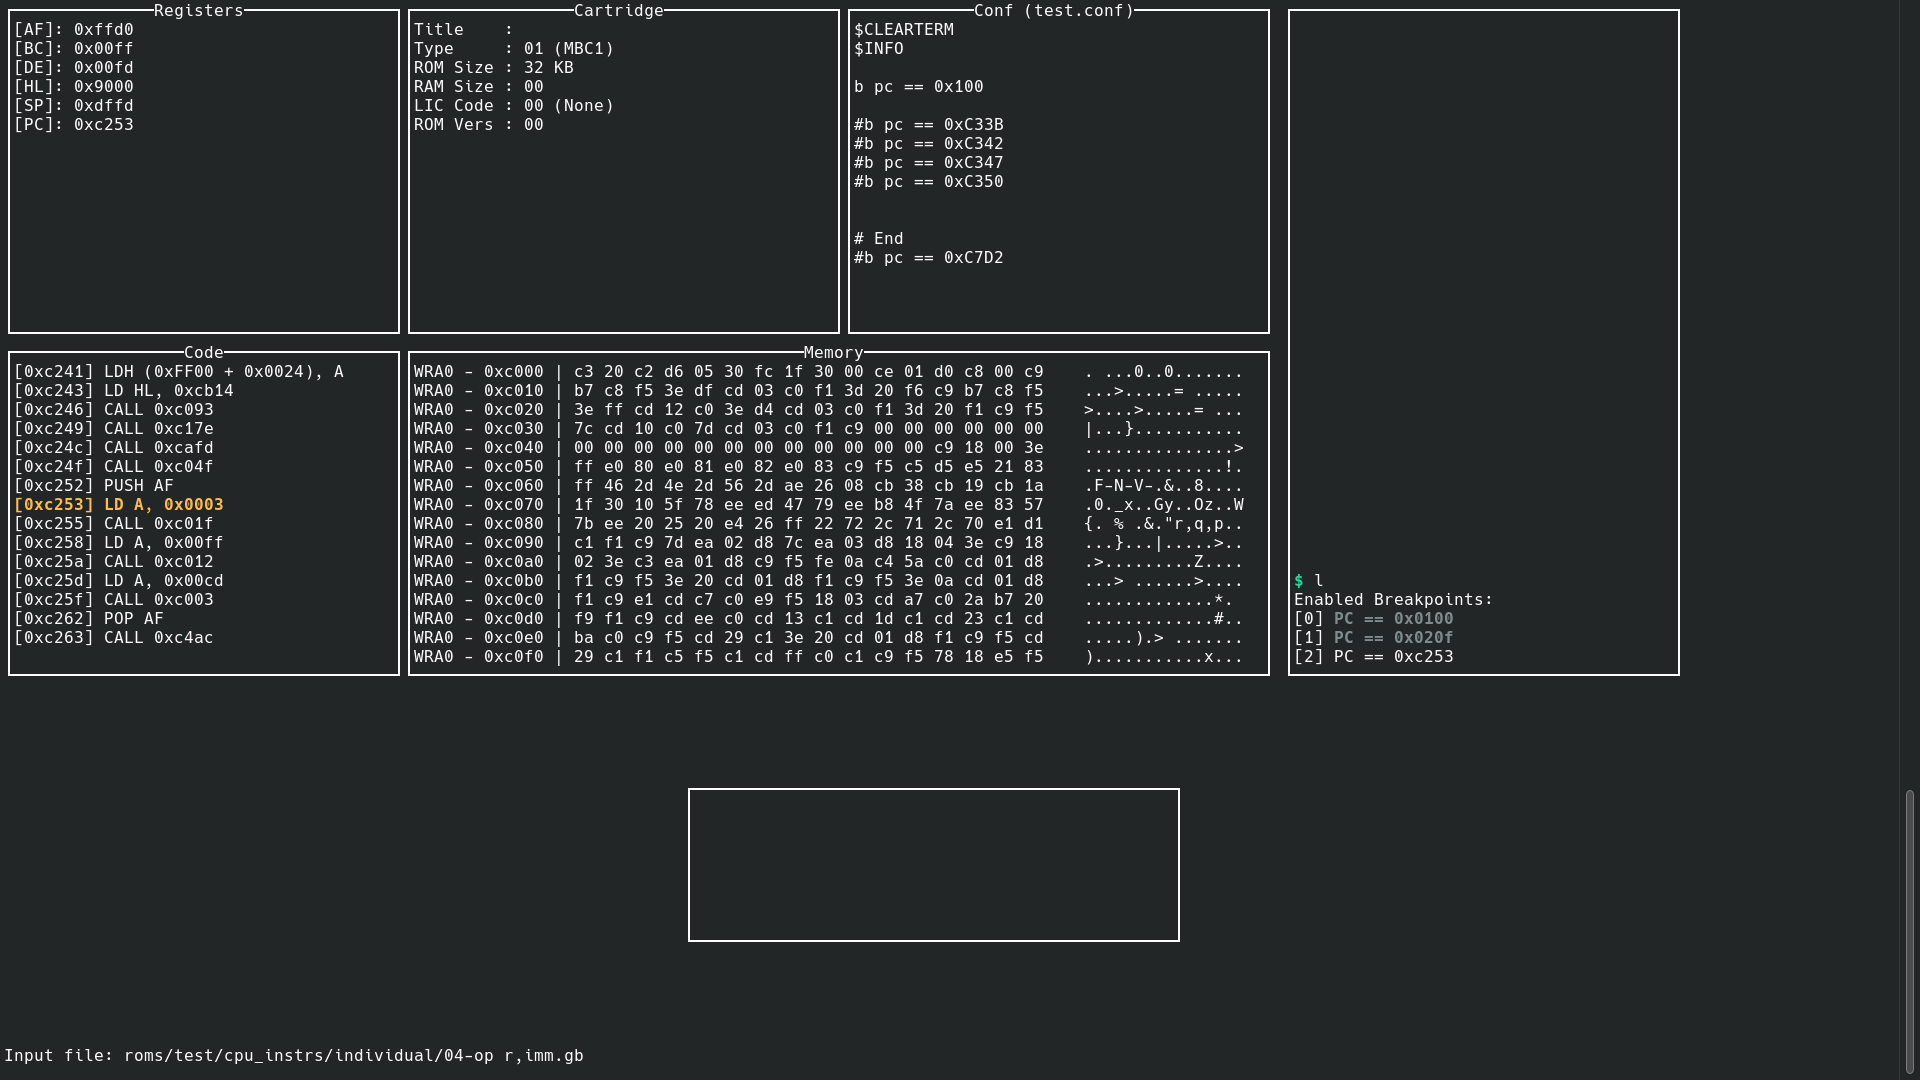 Registers
[AF]: 0xffd0
[BC]: 0x00ff
[DE]: 0x00fd
[HL]: 0x9000
[SP]: 0xdffd
[PC]: 0xc253
Cartridge
Title    :
Type     : 01 (MBC1)
ROM Size : 32 KB
RAM Size : 00
LIC Code : 00 (None)
ROM Vers : 00
Conf (test.conf)
$CLEARTERM
$INFO
b pc == 0x100
#b pc == 0xC33B
#b pc == 0xC342
#b pc == 0xC347
#b pc == 0xC350
# End
#b pc == 0xC7D2
Code
[0xc241] LDH (0xFF00 + 0x0024), A
[0xc243] LD HL, 0xcb14
[0xc246] CALL 0xc093
[0xc249] CALL 0xc17e
[0xc24c] CALL 0xcafd
[0xc24f] CALL 0xc04f
[0xc252] PUSH AF
[0xc253] LD A, 0x0003
[0xc255] CALL 0xc01f
[0xc258] LD A, 0x00ff
[0xc25a] CALL 0xc012
[0xc25d] LD A, 0x00cd
[0xc25f] CALL 0xc003
[0xc262] POP AF
[0xc263] CALL 0xc4ac
Memory
WRA0 - 0xc000 | c3 20 c2 d6 05 30 fc 1f 30 00 ce 01 d0 c8 00 c9    . ...0..0.......
WRA0 - 0xc010 | b7 c8 f5 3e df cd 03 c0 f1 3d 20 f6 c9 b7 c8 f5    ...>.....= .....
WRA0 - 0xc020 | 3e ff cd 12 c0 3e d4 cd 03 c0 f1 3d 20 f1 c9 f5    >....>.....= ...
WRA0 - 0xc030 | 7c cd 10 c0 7d cd 03 c0 f1 c9 00 00 00 00 00 00    |...}...........
WRA0 - 0xc040 | 00 00 00 00 00 00 00 00 00 00 00 00 c9 18 00 3e    ...............>
WRA0 - 0xc050 | ff e0 80 e0 81 e0 82 e0 83 c9 f5 c5 d5 e5 21 83    ..............!.
WRA0 - 0xc060 | ff 46 2d 4e 2d 56 2d ae 26 08 cb 38 cb 19 cb 1a    .F-N-V-.&..8....
WRA0 - 0xc070 | 1f 30 10 5f 78 ee ed 47 79 ee b8 4f 7a ee 83 57    .0._x..Gy..Oz..W
WRA0 - 0xc080 | 7b ee 20 25 20 e4 26 ff 22 72 2c 71 2c 70 e1 d1    {. % .&."r,q,p..
WRA0 - 0xc090 | c1 f1 c9 7d ea 02 d8 7c ea 03 d8 18 04 3e c9 18    ...}...|.....>..
WRA0 - 0xc0a0 | 02 3e c3 ea 01 d8 c9 f5 fe 0a c4 5a c0 cd 01 d8    .>.........Z....
WRA0 - 0xc0b0 | f1 c9 f5 3e 20 cd 01 d8 f1 c9 f5 3e 0a cd 01 d8    ...> ......>....
WRA0 - 0xc0c0 | f1 c9 e1 cd c7 c0 e9 f5 18 03 cd a7 c0 2a b7 20    .............*.
WRA0 - 0xc0d0 | f9 f1 c9 cd ee c0 cd 13 c1 cd 1d c1 cd 23 c1 cd    .............#..
WRA0 - 0xc0e0 | ba c0 c9 f5 cd 29 c1 3e 20 cd 01 d8 f1 c9 f5 cd    .....).> .......
WRA0 - 0xc0f0 | 29 c1 f1 c5 f5 c1 cd ff c0 c1 c9 f5 78 18 e5 f5    )...........x...
$ l
Enabled Breakpoints:
[0] PC == 0x0100
[1] PC == 0x020f
[2] PC == 0xc253
Input file: roms/test/cpu_instrs/individual/04-op r,imm.gb